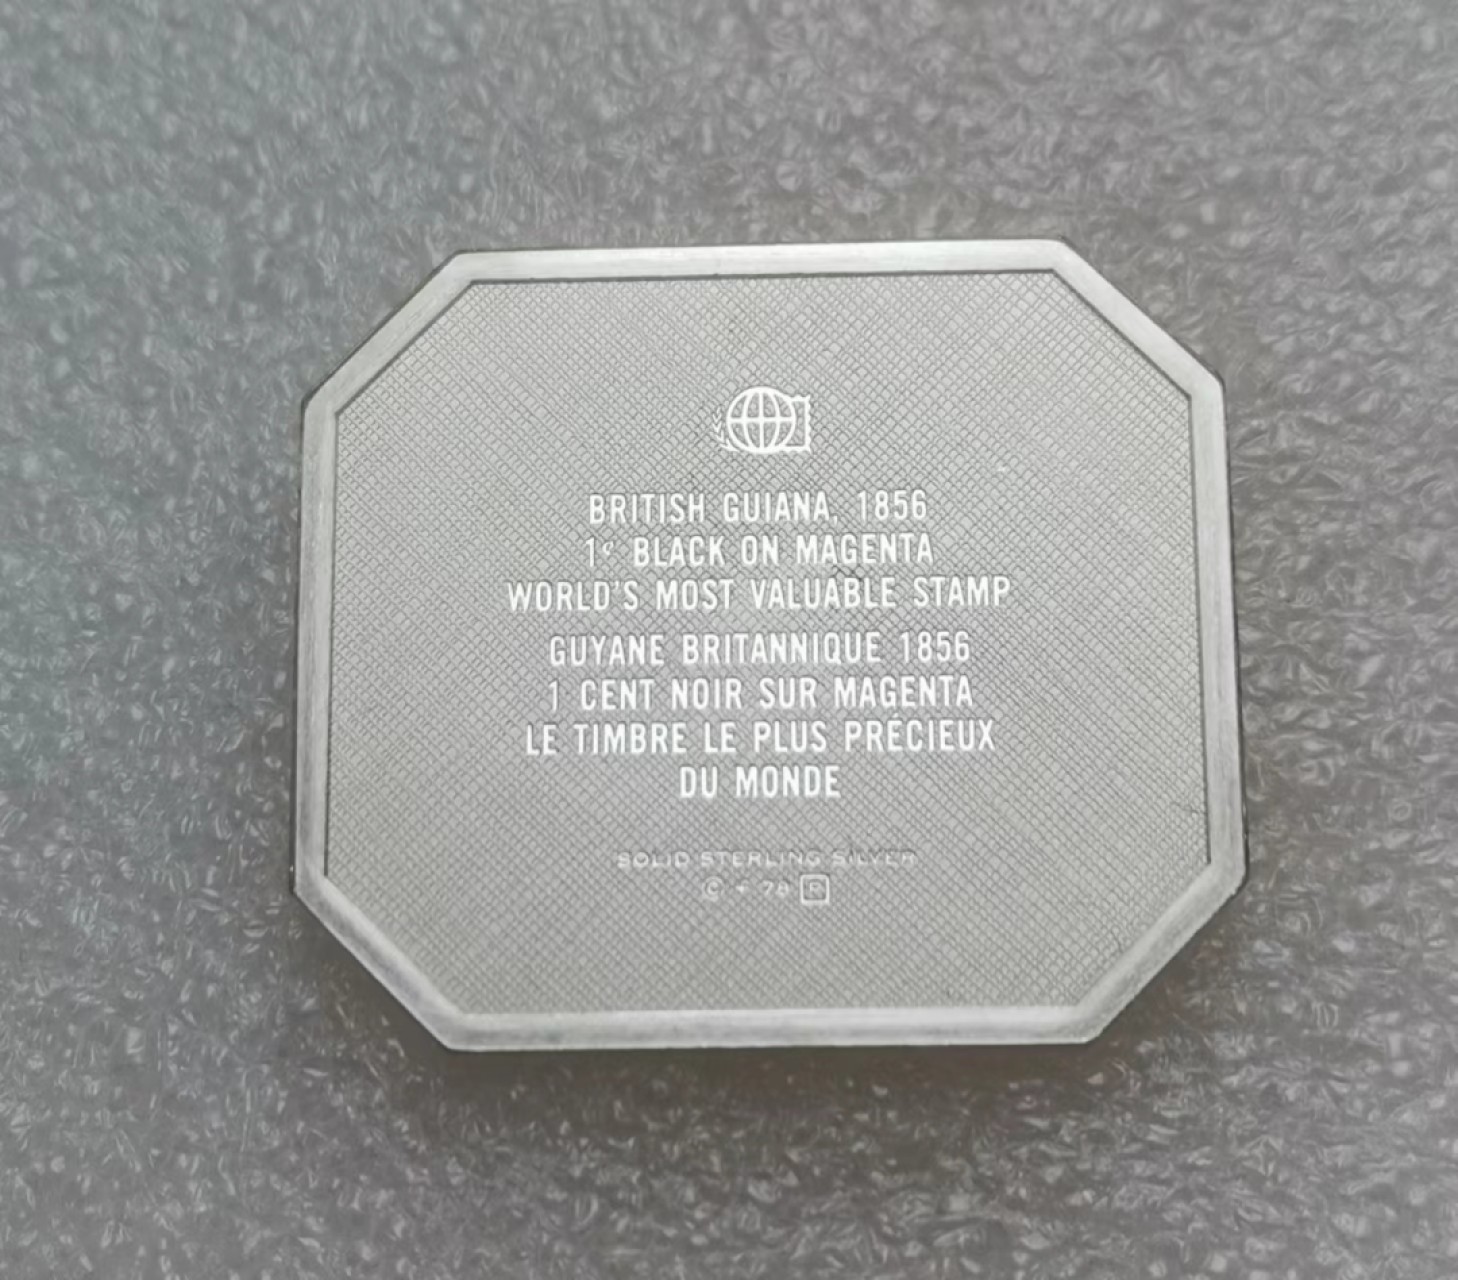 BRITISH GUIANA, 1856
1¢ BLACK ON MAGENTA
WORLD'S MOST VALUABLE STAMP
GUYANE BRITANNIQUE 1856
1 CENT NOIR SUR MAGENTA
LE TIMBRE LE PLUS PRÉCIEUX
DU MONDE
SOLID STERLING SILVER
© 78 R